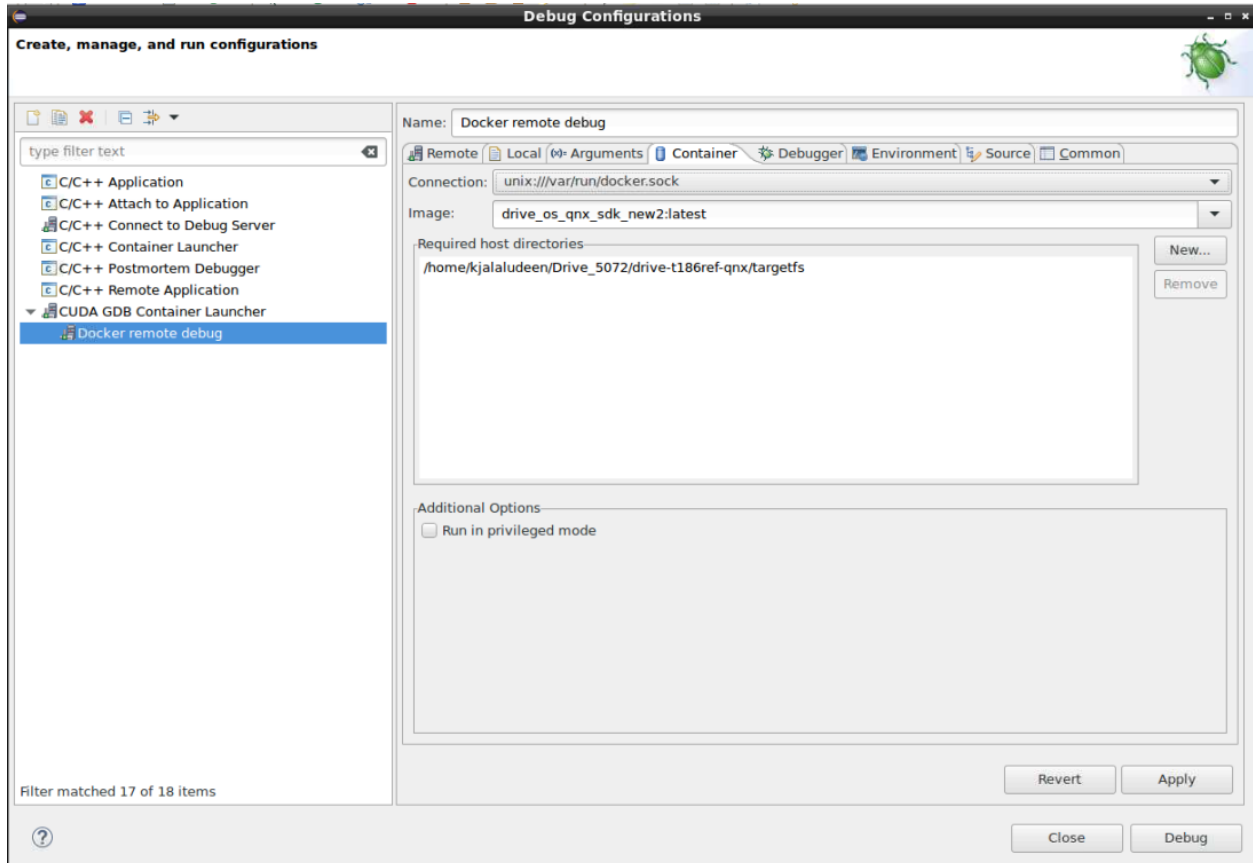 Debug Configurations
Create, manage, and run configurations
type filter text
C/C++ Application
C/C++ Attach to Application
C/C++ Connect to Debug Server
C/C++ Container Launcher
C/C++ Postmortem Debugger
C/C++ Remote Application
CUDA GDB Container Launcher
Docker remote debug
Filter matched 17 of 18 items
Name: Docker remote debug
Remote Local (x)= Arguments Container Debugger Environment Source Common
Connection: unix:///var/run/docker.sock
Image: drive_os_qnx_sdk_new2:latest
Required host directories
/home/kjalaludeen/Drive_5072/drive-t186ref-qnx/targetfs
New...
Remove
Additional Options
Run in privileged mode
Revert Apply
Close Debug